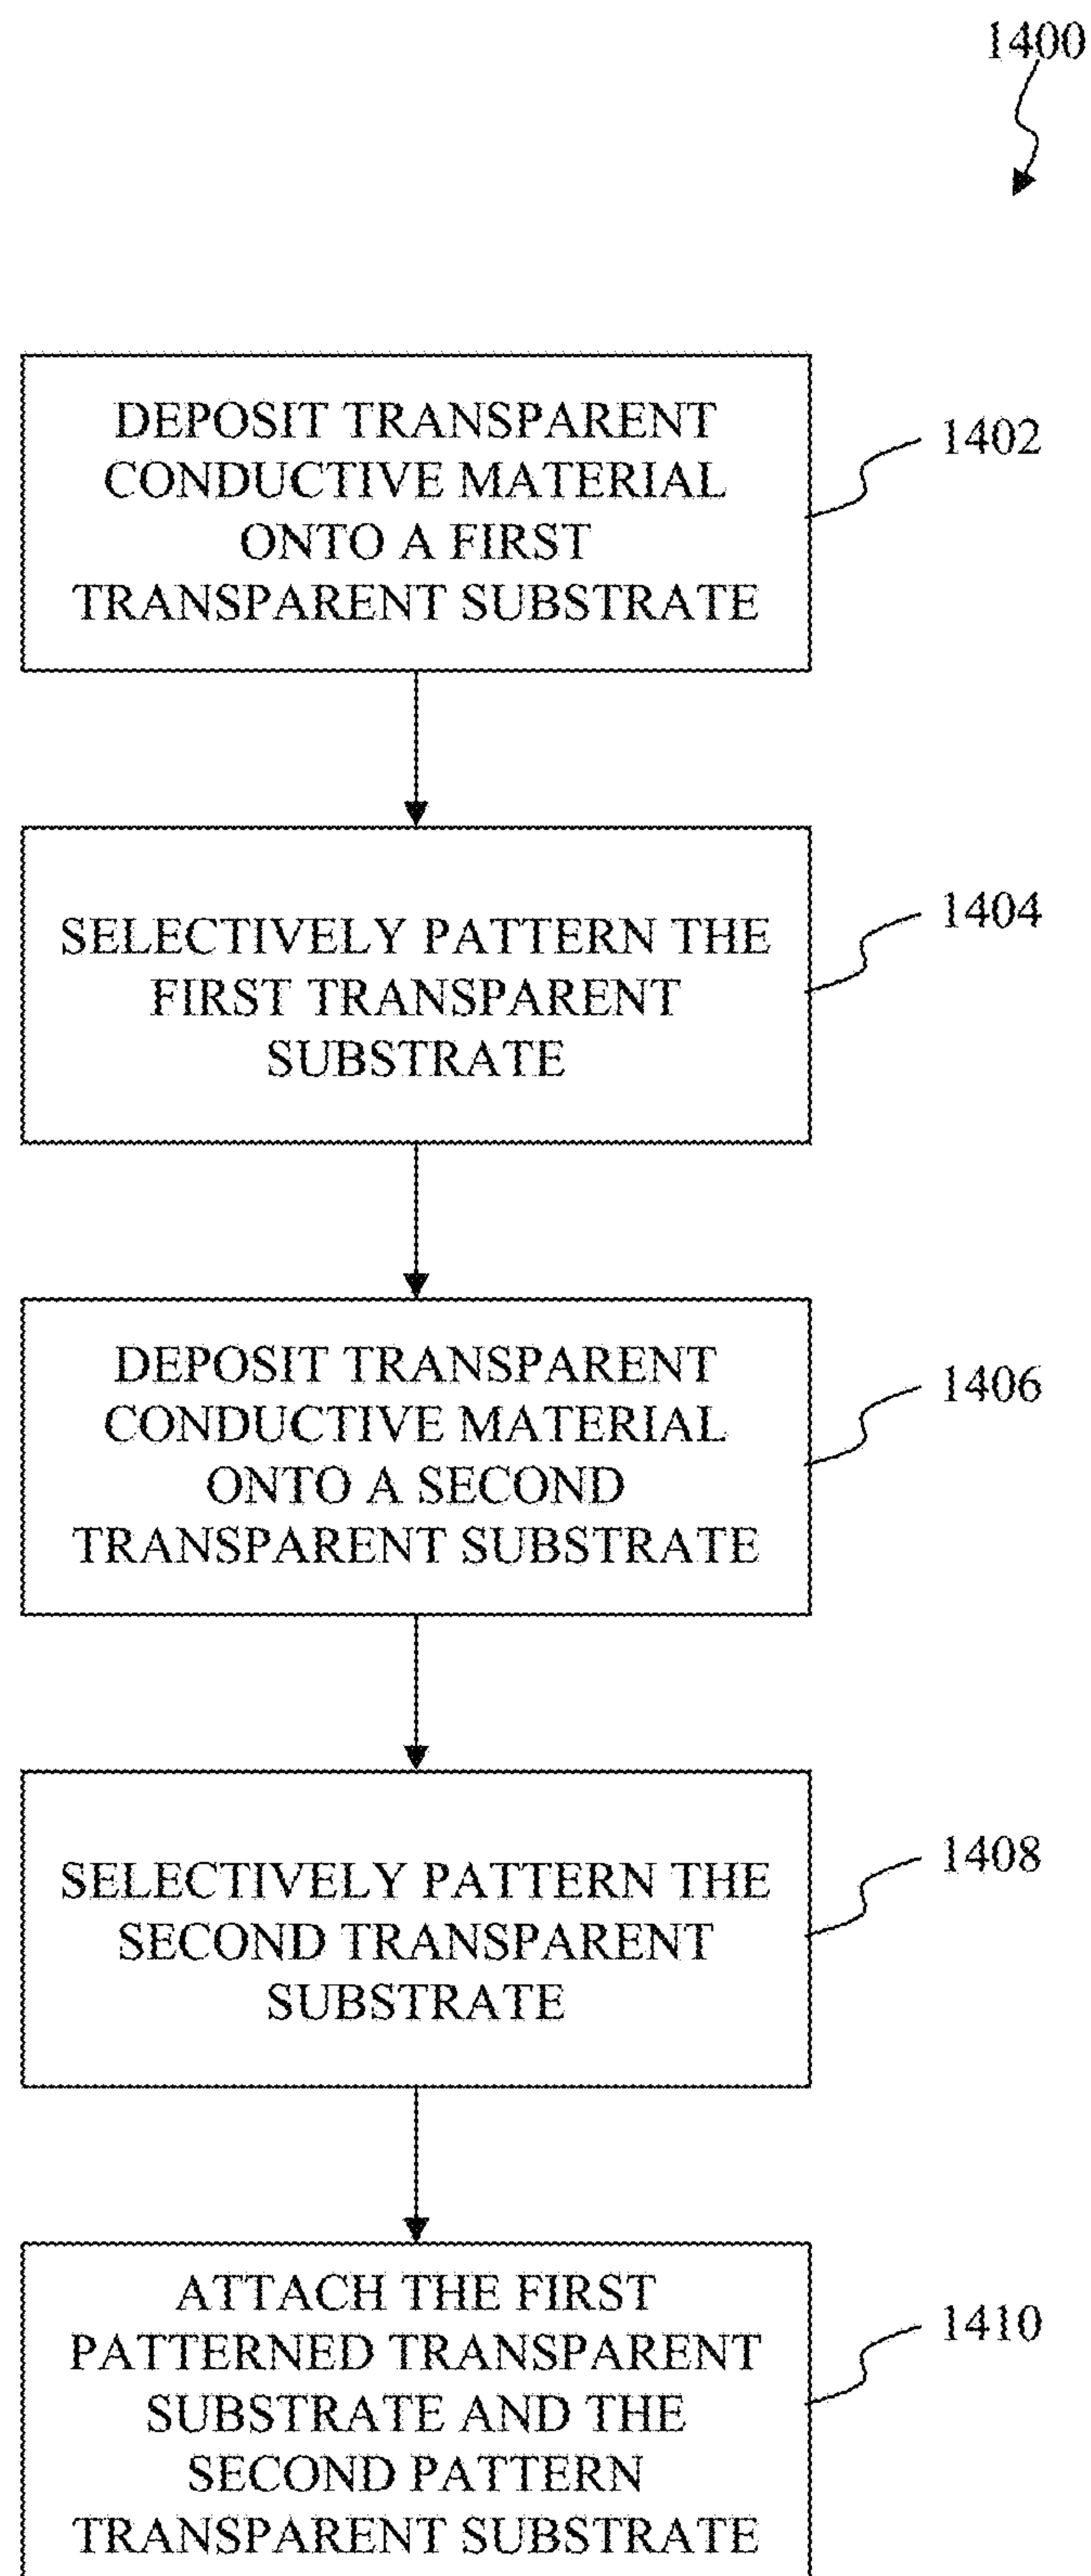 1400
DEPOSIT TRANSPARENT
CONDUCTIVE MATERIAL
ONTO A FIRST
TRANSPARENT SUBSTRATE
1402
SELECTIVELY PATTERN THE
FIRST TRANSPARENT
SUBSTRATE
1404
DEPOSIT TRANSPARENT
CONDUCTIVE MATERIAL
ONTO A SECOND
TRANSPARENT SUBSTRATE
1406
SELECTIVELY PATTERN THE
SECOND TRANSPARENT
SUBSTRATE
1408
ATTACH THE FIRST
PATTERNED TRANSPARENT
SUBSTRATE AND THE
SECOND PATTERN
TRANSPARENT SUBSTRATE
1410